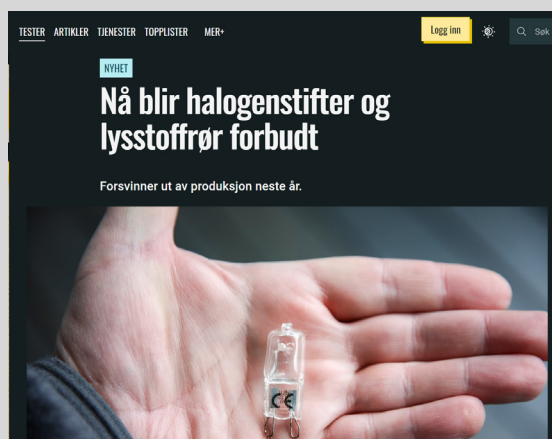 TESTER ARTIKLER TJENESTER TOPPLISTER MER+ Logg inn Søk
NYHET
Nå blir halogenstifter og
lysstoffrør forbudt
Forsvinner ut av produksjon neste år.
CE